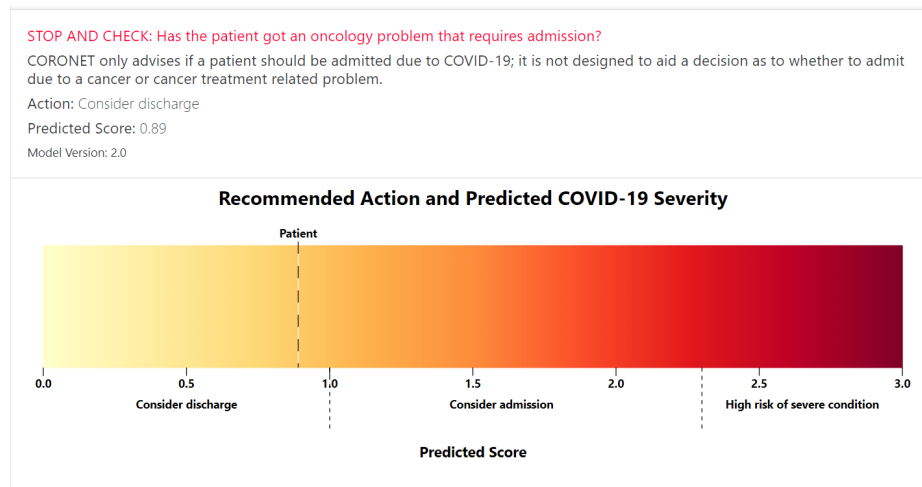 STOP AND CHECK: Has the patient got an oncology problem that requires admission?
CORONET only advises if a patient should be admitted due to COVID-19; it is not designed to aid a decision as to whether to admit
due to a cancer or cancer treatment related problem.
Action: Consider discharge
Predicted Score: 0.89
Model Version: 2.0
Recommended Action and Predicted COVID-19 Severity
Patient
0.0 0.5 1.0 1.5 2.0 2.5 3.0
Consider discharge Consider admission High risk of severe condition
Predicted Score